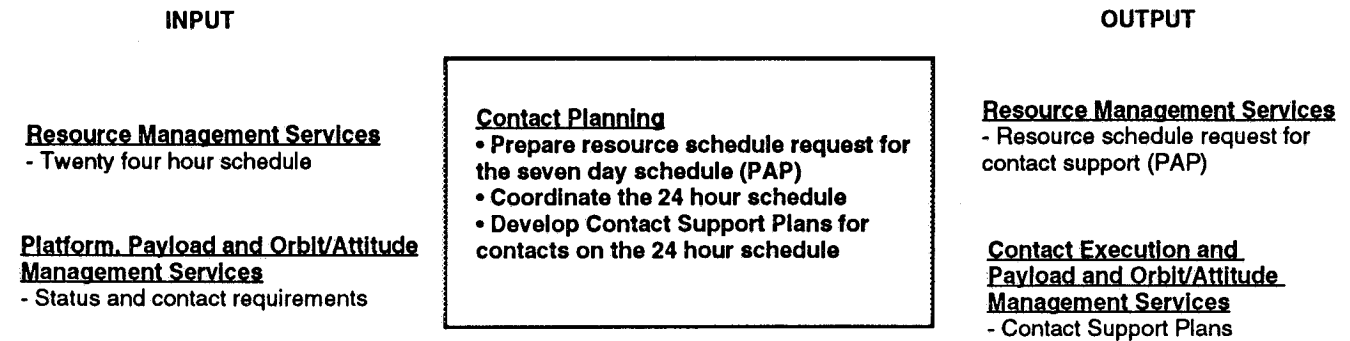 INPUT
Resource Management Services
- Twenty four hour schedule
Platform, Payload and Orbit/Attitude
Management Services
- Status and contact requirements
Contact Planning
• Prepare resource schedule request for
the seven day schedule (PAP)
• Coordinate the 24 hour schedule
• Develop Contact Support Plans for
contacts on the 24 hour schedule
OUTPUT
Resource Management Services
- Resource schedule request for
contact support (PAP)
Contact Execution and
Payload and Orbit/Attitude
Management Services
- Contact Support Plans